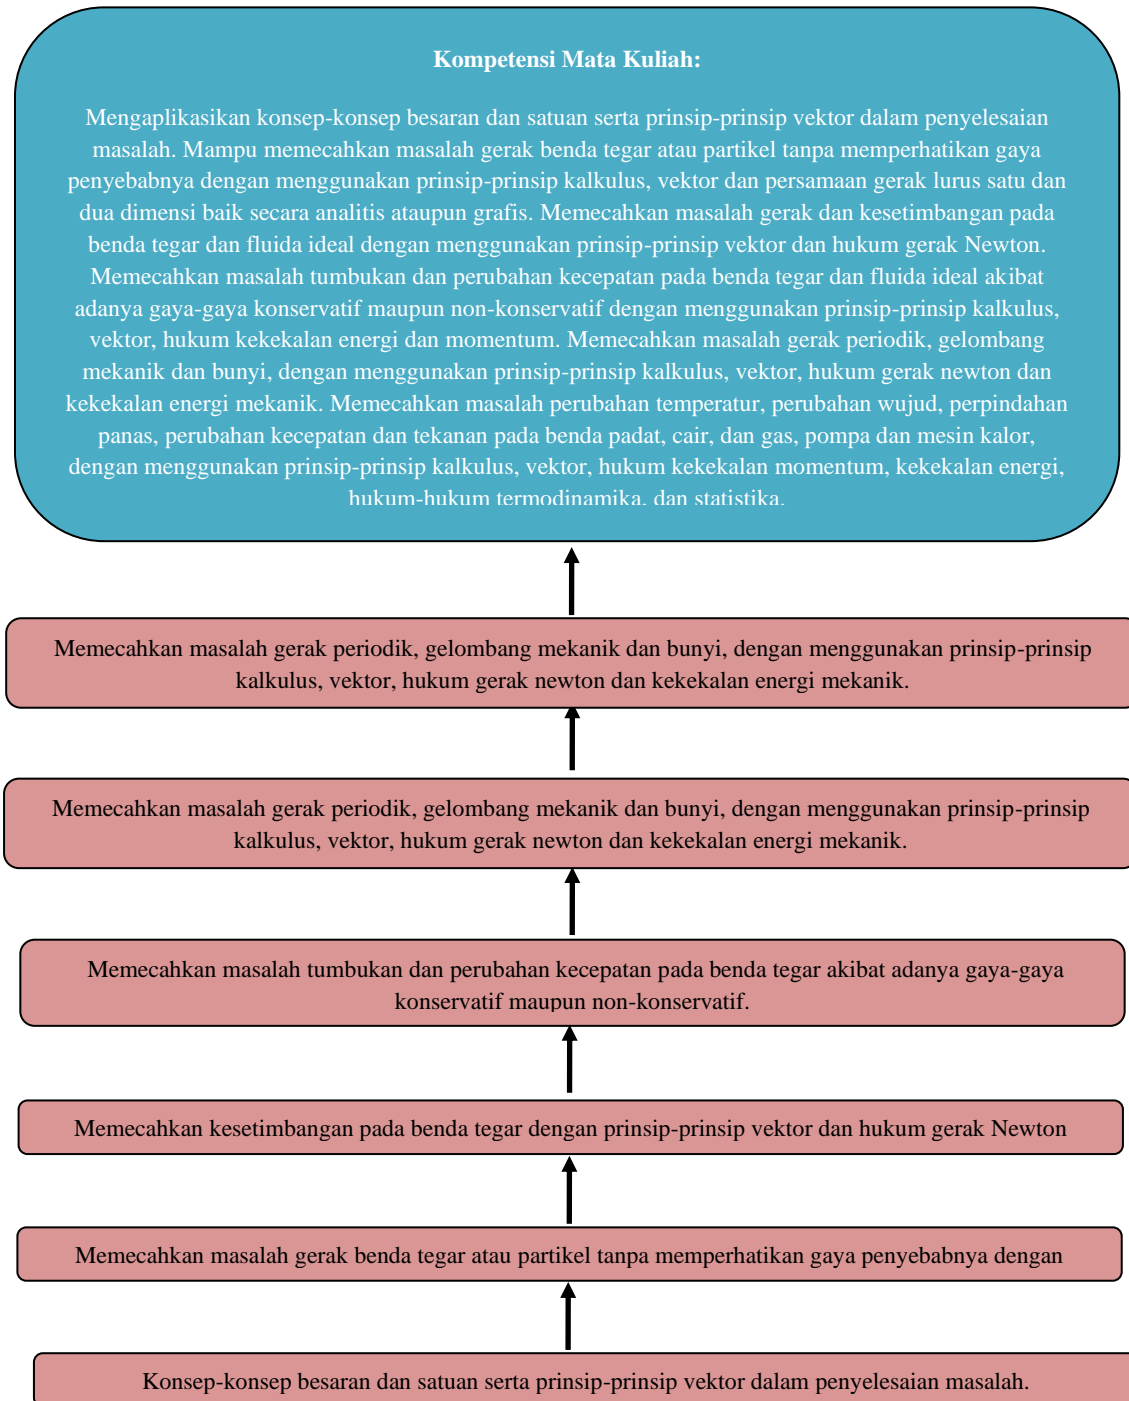 Kompetensi Mata Kuliah:
Mengaplikasikan konsep-konsep besaran dan satuan serta prinsip-prinsip vektor dalam penyelesaian
masalah. Mampu memecahkan masalah gerak benda tegar atau partikel tanpa memperhatikan gaya
penyebabnya dengan menggunakan prinsip-prinsip kalkulus, vektor dan persamaan gerak lurus satu dan
dua dimensi baik secara analitis ataupun grafis. Memecahkan masalah gerak dan kesetimbangan pada
benda tegar dan fluida ideal dengan menggunakan prinsip-prinsip vektor dan hukum gerak Newton.
Memecahkan masalah tumbukan dan perubahan kecepatan pada benda tegar dan fluida ideal akibat
adanya gaya-gaya konservatif maupun non-konservatif dengan menggunakan prinsip-prinsip kalkulus,
vektor, hukum kekekalan energi dan momentum. Memecahkan masalah gerak periodik, gelombang
mekanik dan bunyi, dengan menggunakan prinsip-prinsip kalkulus, vektor, hukum gerak newton dan
kekekalan energi mekanik. Memecahkan masalah perubahan temperatur, perubahan wujud, perpindahan
panas, perubahan kecepatan dan tekanan pada benda padat, cair, dan gas, pompa dan mesin kalor,
dengan menggunakan prinsip-prinsip kalkulus, vektor, hukum kekekalan momentum, kekekalan energi,
hukum-hukum termodinamika, dan statistika.
Memecahkan masalah gerak periodik, gelombang mekanik dan bunyi, dengan menggunakan prinsip-prinsip
kalkulus, vektor, hukum gerak newton dan kekekalan energi mekanik.
Memecahkan masalah gerak periodik, gelombang mekanik dan bunyi, dengan menggunakan prinsip-prinsip
kalkulus, vektor, hukum gerak newton dan kekekalan energi mekanik.
Memecahkan masalah tumbukan dan perubahan kecepatan pada benda tegar akibat adanya gaya-gaya
konservatif maupun non-konservatif.
Memecahkan kesetimbangan pada benda tegar dengan prinsip-prinsip vektor dan hukum gerak Newton
Memecahkan masalah gerak benda tegar atau partikel tanpa memperhatikan gaya penyebabnya dengan
Konsep-konsep besaran dan satuan serta prinsip-prinsip vektor dalam penyelesaian masalah.